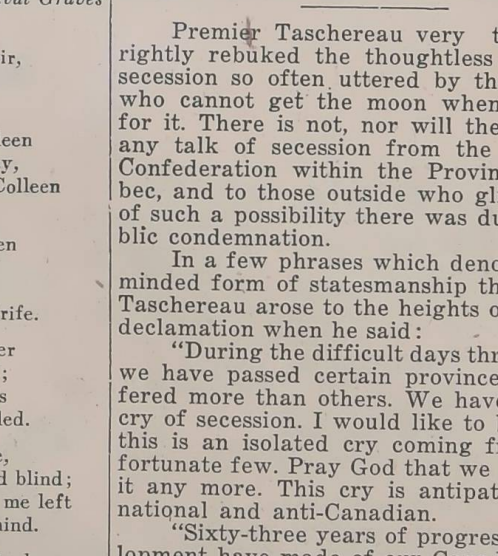 ir,
een
y,
Colleen
en
rife.
er
;
s
led.
e,
d blind;
me left
ind.
Premier Taschereau very t
rightly rebuked the thoughtless
secession so often uttered by th
who cannot get the moon when
for it. There is not, nor will the
any talk of secession from the
Confederation within the Provin
bec, and to those outside who gl
of such a possibility there was du
blic condemnation.
In a few phrases which deno
minded form of statesmanship th
Taschereau arose to the heights o
declamation when he said:
"During the difficult days thr
we have passed certain province
fered more than others. We have
cry of secession. I would like to
this is an isolated cry coming f
fortunate few. Pray God that we
it any more. This cry is antipat
national and anti-Canadian.
"Sixty-three years of progres